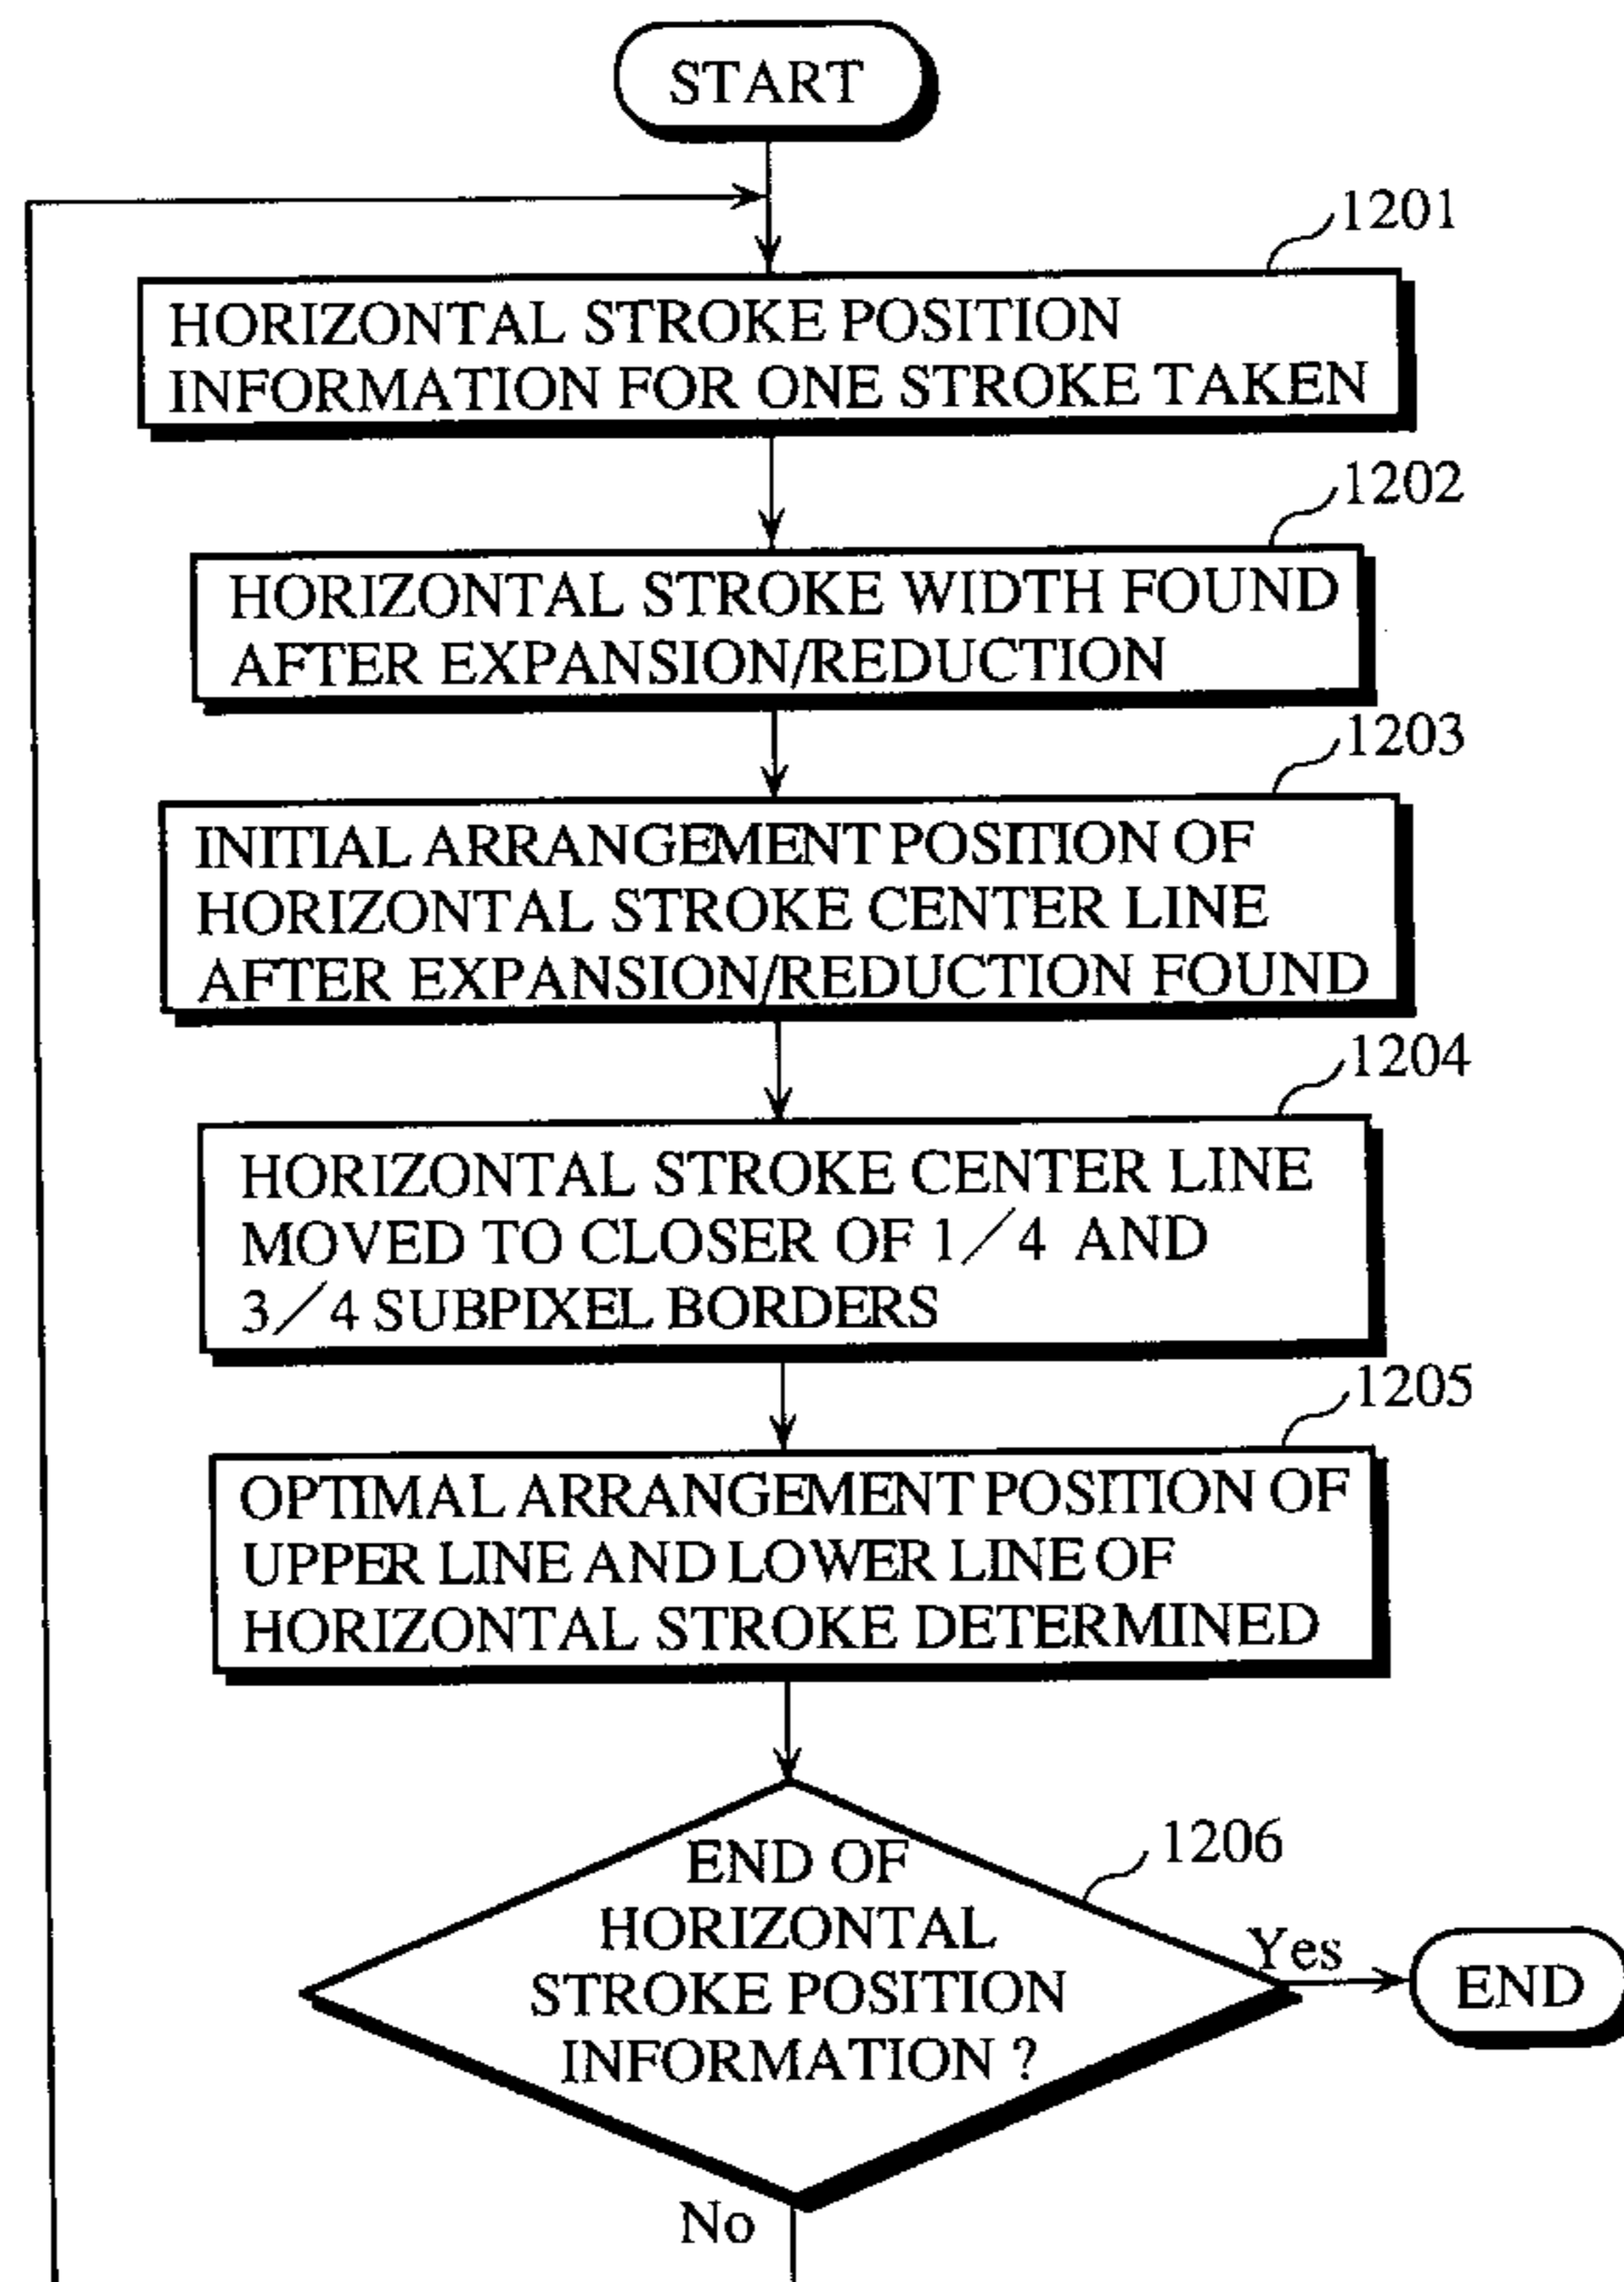 START
1201
HORIZONTAL STROKE POSITION
INFORMATION FOR ONE STROKE TAKEN
1202
HORIZONTAL STROKE WIDTH FOUND
AFTER EXPANSION/REDUCTION
1203
INITIAL ARRANGEMENT POSITION OF
HORIZONTAL STROKE CENTER LINE
AFTER EXPANSION/REDUCTION FOUND
1204
HORIZONTAL STROKE CENTER LINE
MOVED TO CLOSER OF 1/4 AND
3/4 SUBPIXEL BORDERS
1205
OPTIMAL ARRANGEMENT POSITION OF
UPPER LINE AND LOWER LINE OF
HORIZONTAL STROKE DETERMINED
1206
END OF
HORIZONTAL
STROKE POSITION
INFORMATION ?
Yes
END
No